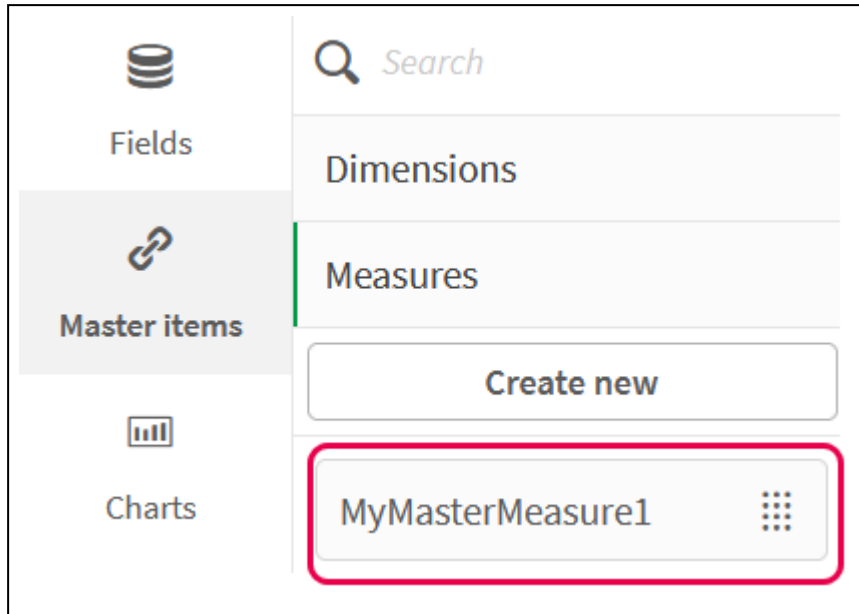 Fields
Master items
Charts
Search
Dimensions
Measures
Create new
MyMasterMeasure1